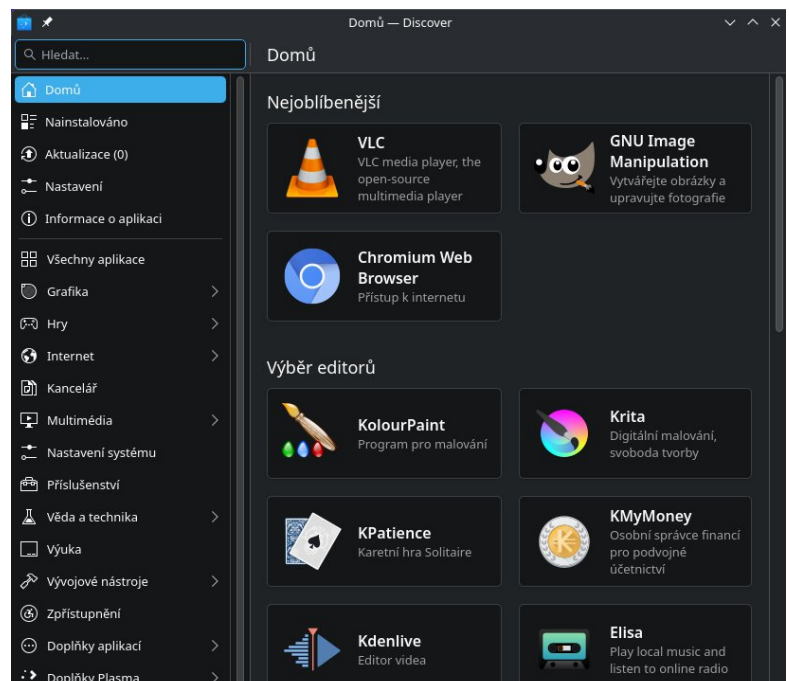 Domů — Discover
Hledat...
Domů
Domů
Nainstalováno
Aktualizace (0)
Nastavení
Informace o aplikaci
Všechny aplikace
Grafika
Hry
Internet
Kancelář
Multimédia
Nastavení systému
Příslušenství
Věda a technika
Výuka
Vývojové nástroje
Zpřístupnění
Doplňky aplikací
Doplňky Plasma
Nejoblíbenější
VLC
VLC media player, the
open-source
multimedia player
GNU Image
Manipulation
Vytvářejte obrázky a
upravujte fotografie
Chromium Web
Browser
Přístup k internetu
Výběr editorů
KolourPaint
Program pro malování
Krita
Digitální malování,
svoboda tvorby
KPatience
Karetní hra Solitaire
KMyMoney
Osobní správce financí
pro podvojné
účetnictví
Kdenlive
Editor videa
Elisa
Play local music and
listen to online radio